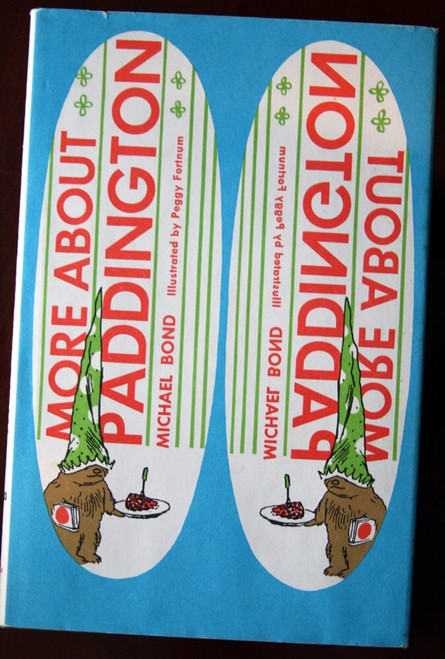 MORE ABOUT
PADDINGTON
MICHAEL BOND Illustrated by Peggy Fortnum
MORE ABOUT
PADDINGTON
MICHAEL BOND Illustrated by Peggy Fortnum